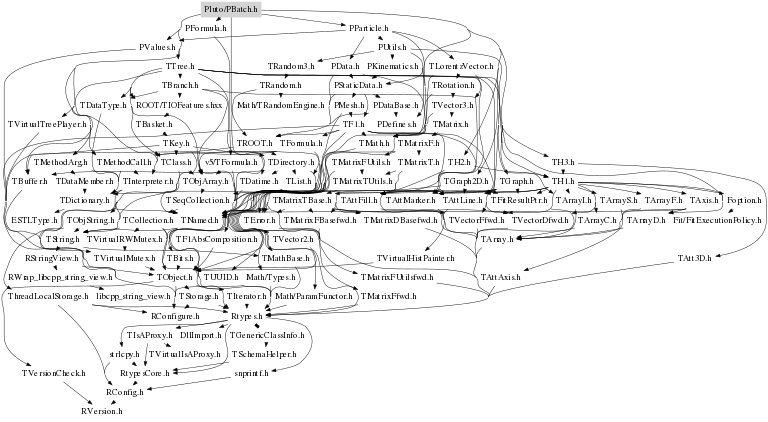 Pluto/PBatch.h
PFormula.h PParticle.h
PValues.h PUtils.h
TTree.h TRandom3.h PData.h PKinematics.h TLorentzVector.h
TBranch.h TRandom.h PStaticData.h TRotation.h
TDataType.h ROOT/TIOFeatures.hxx Math/TRandomEngine.h PMesh.h PDataBase.h TVector3.h
TVirtualTreePlayer.h TBasket.h TF1.h PDefines.h TMatrix.h
TKey.h TROOT.h TFormula.h TMath.h TMatrixF.h
TMethodArg.h TMethodCall.h TClass.h v5/TFormula.h TDirectory.h TMatrixFUtils.h TMatrixT.h TH2.h TH3.h
TBuffer.h TDataMember.h TInterpreter.h TObjArray.h TDatime.h TList.h TMatrixTUtils.h TGraph2D.h TGraph.h TH1.h
TDictionary.h TSeqCollection.h TMatrixTBase.h TAttFill.h TAttMarker.h TAttLine.h TFitResultPtr.h TArrayI.h TArrayS.h TArrayF.h TAxis.h Foption.h
ESTLType.h TObjString.h TCollection.h TNamed.h TError.h TMatrixFBasefwd.h TMatrixDBasefwd.h TVectorFfwd.h TVectorDfwd.h TArrayC.h TArrayD.h Fit/FitExecutionPolicy.h
TString.h TVirtualRWMutex.h TF1AbsComposition.h TVector2.h TArray.h
RStringView.h TVirtualMutex.h TBits.h TMathBase.h TVirtualHistPainter.h TAtt3D.h
RWrap_libcpp_string_view.h TObject.h TUUID.h Math/Types.h TMatrixFUtilsfwd.h TAttAxis.h
ThreadLocalStorage.h libcpp_string_view.h TStorage.h TIterator.h Math/ParamFunctor.h TMatrixFfwd.h
RConfigure.h Rtypes.h
TIsAProxy.h DllImport.h TGenericClassInfo.h
strlcpy.h TVirtualIsAProxy.h TSchemaHelper.h
TVersionCheck.h RtypesCore.h snprintf.h
RConfig.h
RVersion.h